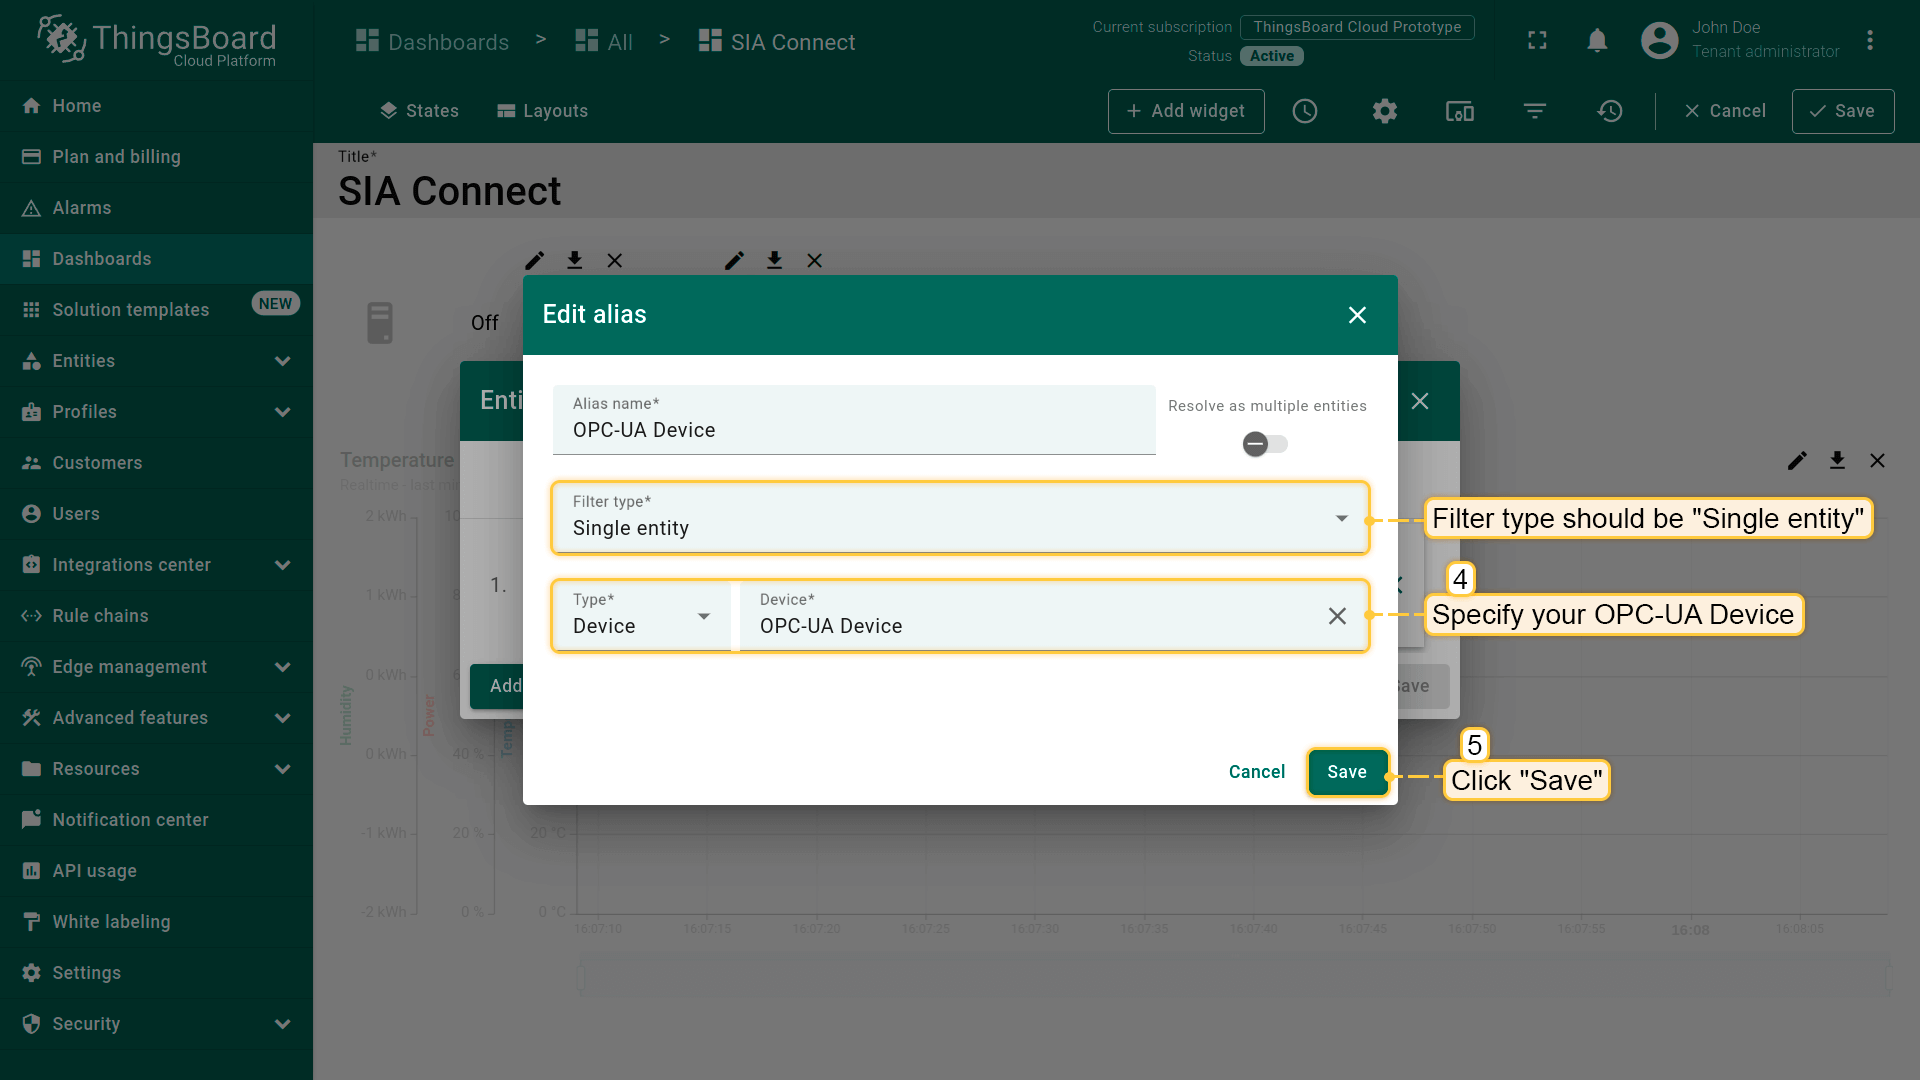 ThingsBoard
Cloud Platform
Dashboards > All > SIA Connect
Current subscription ThingsBoard Cloud Prototype
Status Active
John Doe
Tenant administrator
States
Layouts
+ Add widget
Cancel
Save
Home
Plan and billing
Alarms
Dashboards
Solution templates NEW
Entities
Profiles
Customers
Users
Integrations center
Rule chains
Edge management
Advanced features
Resources
Notification center
API usage
White labeling
Settings
Security
Title*
SIA Connect
Off
Temperature
Realtime - last
Enti
1.
Add
Save
Edit alias
Alias name*
OPC-UA Device
Resolve as multiple entities
Filter type*
Single entity
Filter type should be "Single entity"
Type*
Device
Device*
OPC-UA Device
4
Specify your OPC-UA Device
Cancel
Save
5
Click "Save"
Humidity
Power
Temp
2 kWh
10
1 kWh
8
0 kWh
6
0 kWh
40 %
-1 kWh
20 %
20 °C
-2 kWh
0 %
0 °C
16:07:10
16:07:15
16:07:20
16:07:25
16:07:30
16:07:35
16:07:40
16:07:45
16:07:50
16:07:55
16:08
16:08:05